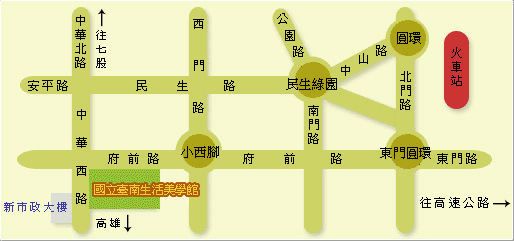 中華北路
往七股
西門路
公園路
中山路
圓環
北門路
火車站
安平路
民生路
民生綠園
南門路
中華西路
府前路
小西腳
府前路
東門圓環
東門路
國立臺南生活美學館
新市政大樓
高雄
往高速公路